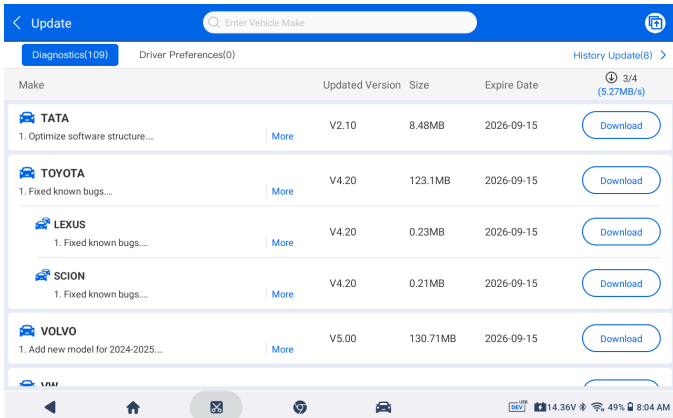 Update
Enter Vehicle Make
Diagnostics(109) Driver Preferences(0) History Update(8)
Make Updated Version Size Expire Date 3/4
(5.27MB/s)
TATA
1. Optimize software structure.... More V2.10 8.48MB 2026-09-15 Download
TOYOTA
1. Fixed known bugs.... More V4.20 123.1MB 2026-09-15 Download
LEXUS
1. Fixed known bugs.... More V4.20 0.23MB 2026-09-15 Download
SCION
1. Fixed known bugs.... More V4.20 0.21MB 2026-09-15 Download
VOLVO
1. Add new model for 2024-2025.... More V5.00 130.71MB 2026-09-15 Download
VW
USB
DEV 14.36V 49% 8:04 AM